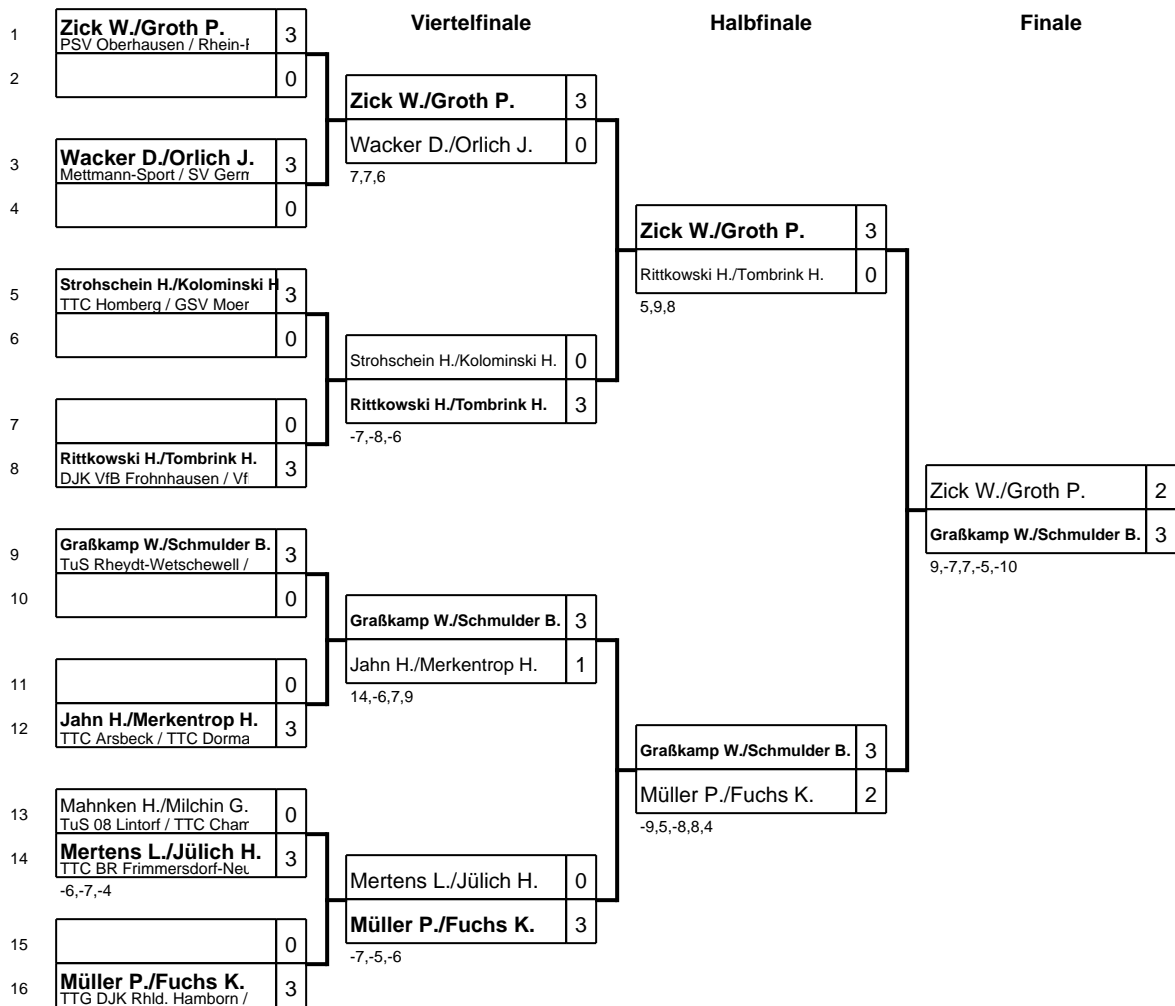 Viertelfinale
Halbfinale
Finale
1
Zick W./Groth P.
3
PSV Oberhausen / Rhein-
2
0
3
Wacker D./Orlich J.
3
Mettmann-Sport / SV Germ
4
0
5
Strohschein H./Kolominski H
3
TTC Homberg / GSV Moer
6
0
7
0
8
Rittkowski H./Tombrink H.
3
DJK VfB Frohnhausen / Vf
9
Graßkamp W./Schmulder B.
3
TuS Rheydt-Wetschewell /
10
0
11
0
12
Jahn H./Merkentrop H.
3
TTC Arsbeck / TTC Dorma
13
Mahnken H./Milchin G.
0
TuS 08 Lintorf / TTC Cham
14
Mertens L./Jülich H.
3
TTC BR Frimmersdorf-Neu
-6,-7,-4
15
0
16
Müller P./Fuchs K.
3
TTG DJK Rhld. Hamborn /
Zick W./Groth P.
3
Wacker D./Orlich J.
0
7,7,6
Strohschein H./Kolominski H.
0
Rittkowski H./Tombrink H.
3
-7,-8,-6
Graßkamp W./Schmulder B.
3
Jahn H./Merkentrop H.
1
14,-6,7,9
Mertens L./Jülich H.
0
Müller P./Fuchs K.
3
-7,-5,-6
Zick W./Groth P.
3
Rittkowski H./Tombrink H.
0
5,9,8
Graßkamp W./Schmulder B.
3
Müller P./Fuchs K.
2
-9,5,-8,8,4
Zick W./Groth P.
2
Graßkamp W./Schmulder B.
3
9,-7,7,-5,-10